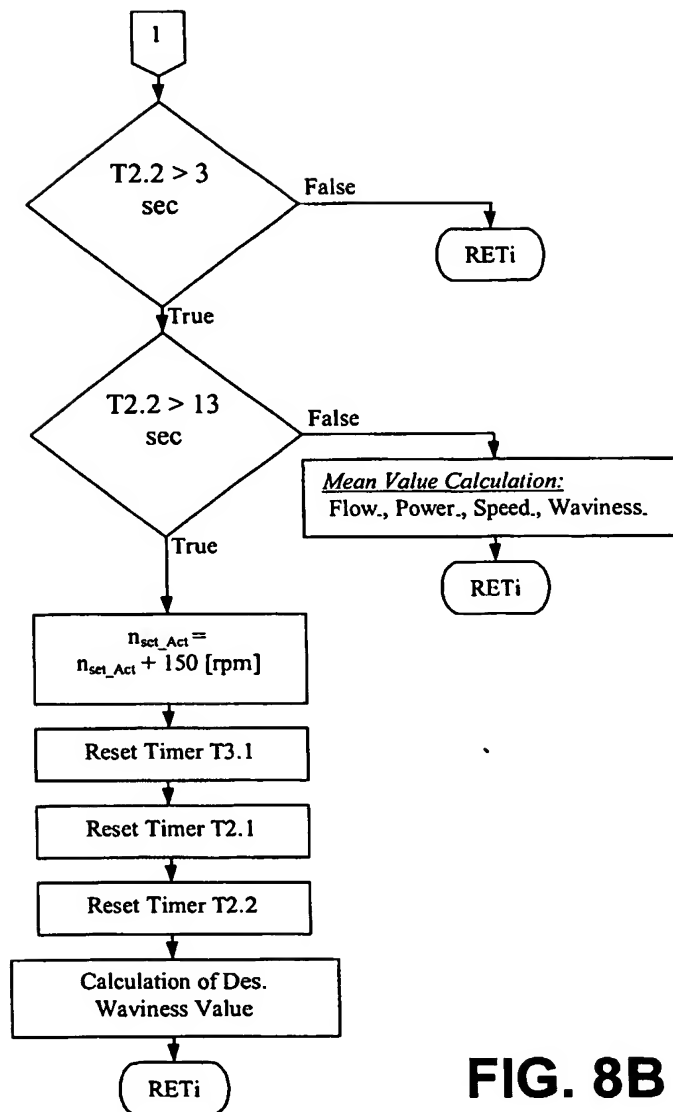 1
T2.2 > 3
sec
False
RETi
True
T2.2 > 13
sec
False
Mean Value Calculation:
Flow-, Power-, Speed-, Waviness-
RETi
True
n_set_Act =
n_set_Act + 150 [rpm]
Reset Timer T3.1
Reset Timer T2.1
Reset Timer T2.2
Calculation of Des.
Waviness Value
RETi
FIG. 8B